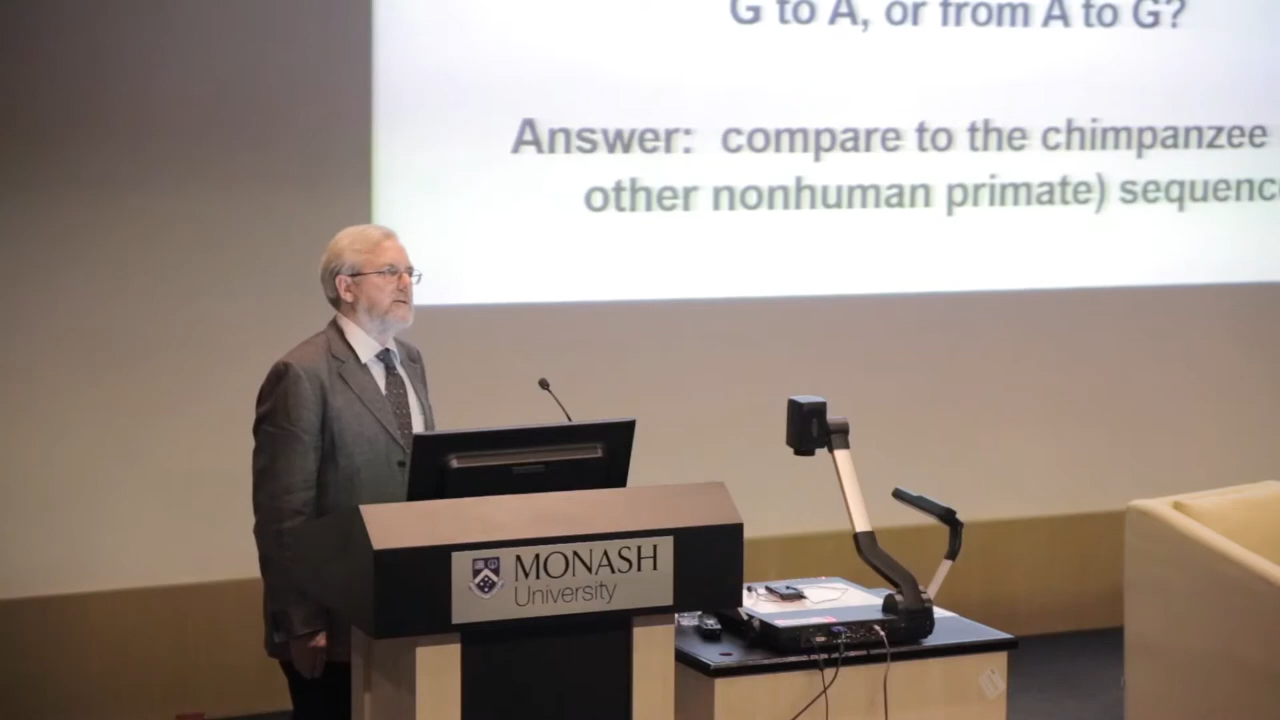 G to A, or from A to G?
Answer: compare to the chimpanzee
other nonhuman primate) sequenc
MONASH
University